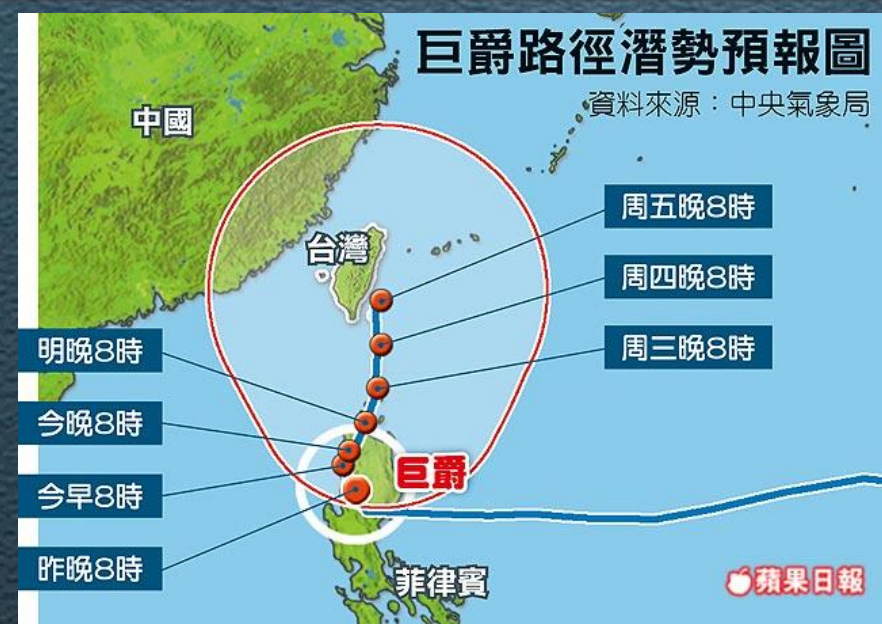 巨爵路徑潛勢預報圖
資料來源：中央氣象局
中國
台灣
周五晚8時
周四晚8時
周三晚8時
明晚8時
今晚8時
今早8時
昨晚8時
巨爵
菲律賓
蘋果日報